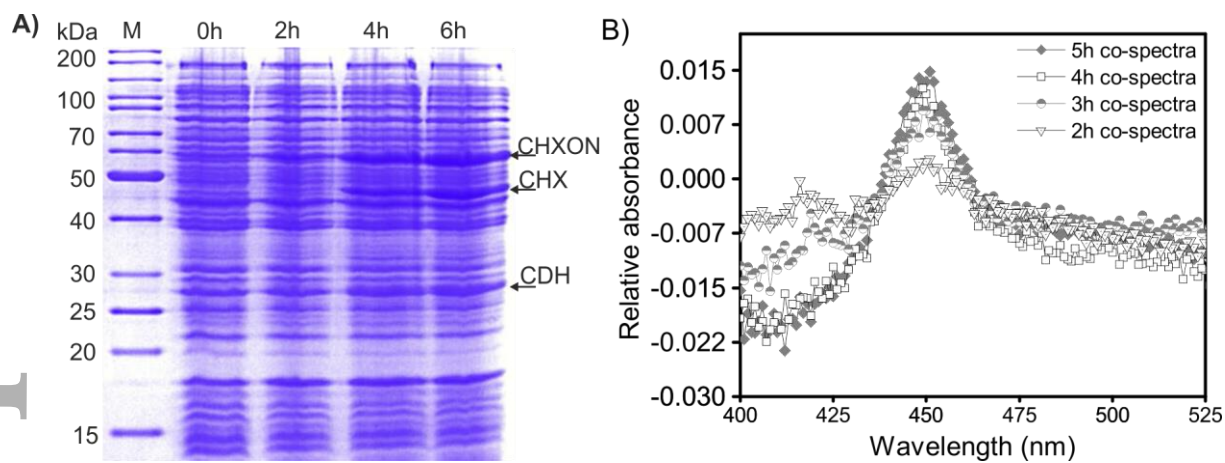 A) kDa M 0h 2h 4h 6h
200
100
70
50
40
30
25
20
15
CHXON
CHX
CDH
B)
5h co-spectra
4h co-spectra
3h co-spectra
2h co-spectra
Relative absorbance
0.015
0.007
0.000
-0.007
-0.015
-0.022
-0.030
400 425 450 475 500 525
Wavelength (nm)